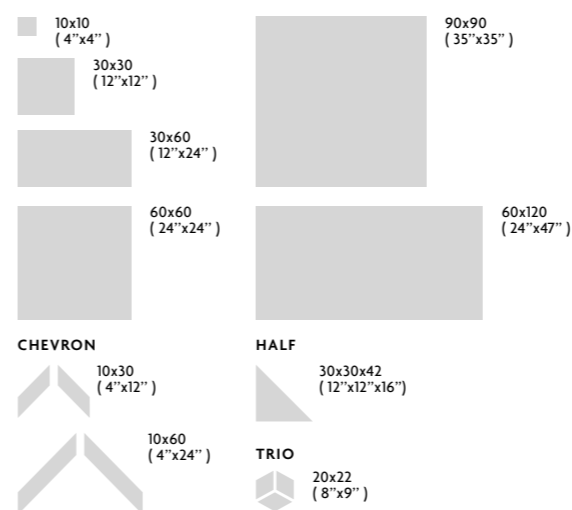 10x10
( 4”x4” )
30x30
( 12”x12” )
30x60
( 12”x24” )
60x60
( 24”x24” )
90x90
( 35”x35” )
60x120
( 24”x47” )
CHEVRON
10x30
( 4”x12” )
10x60
( 4”x24” )
HALF
30x30x42
( 12”x12”x16”)
TRIO
20x22
( 8”x9” )